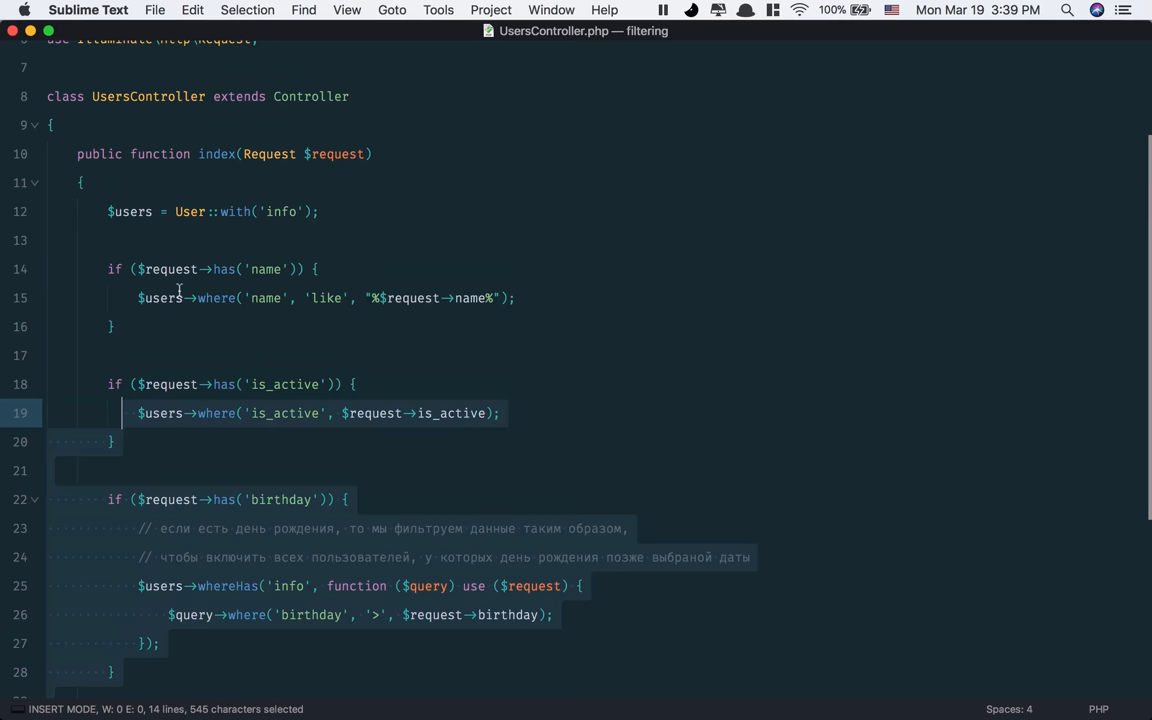 Sublime Text File Edit Selection Find View Goto Tools Project Window Help 100% Mon Mar 19 3:39 PM
UsersController.php — filtering
6 use Illuminate\Http\Request;
7
8 class UsersController extends Controller
9 {
10 public function index(Request $request)
11 {
12 $users = User::with('info');
13
14 if ($request->has('name')) {
15 $users->where('name', 'like', "%$request->name%");
16 }
17
18 if ($request->has('is_active')) {
19 $users->where('is_active', $request->is_active);
20 }
21
22 if ($request->has('birthday')) {
23 // если есть день рождения, то мы фильтруем данные таким образом,
24 // чтобы включить всех пользователей, у которых день рождения позже выбраной даты
25 $users->whereHas('info', function ($query) use ($request) {
26 $query->where('birthday', '>', $request->birthday);
27 });
28 }
29
INSERT MODE, W: 0 E: 0, 14 lines, 545 characters selected Spaces: 4 PHP